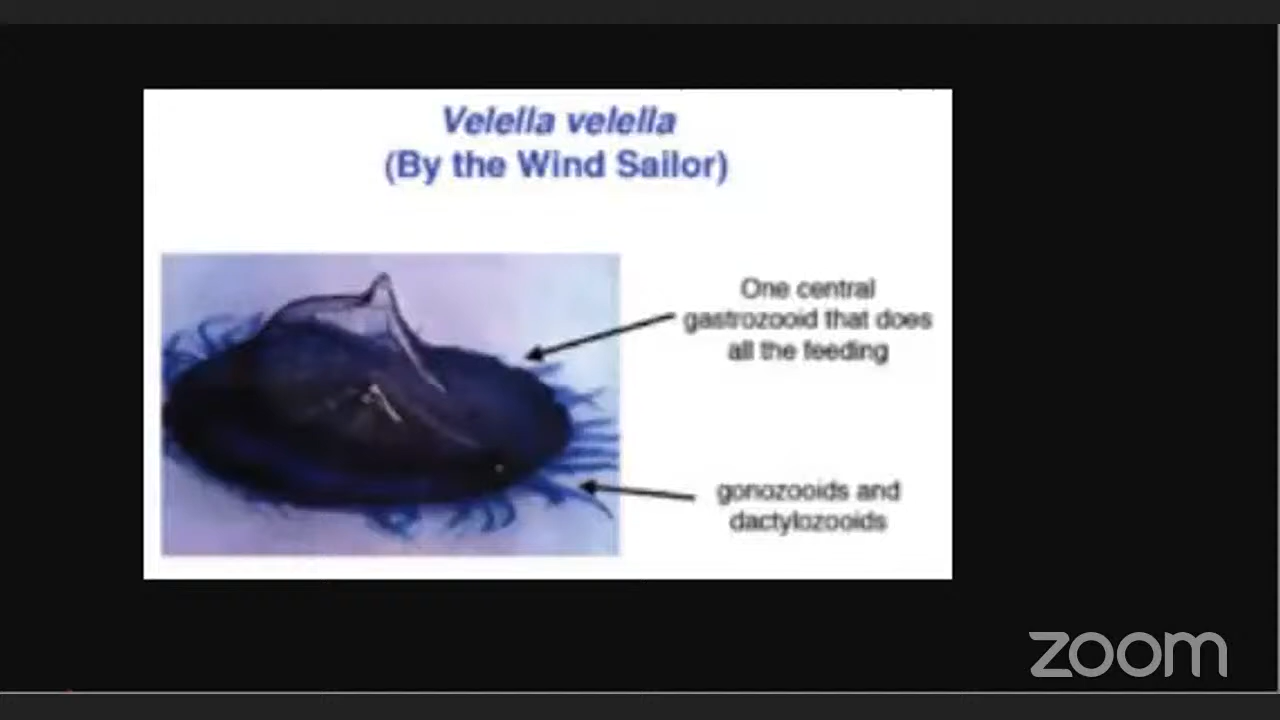 Velella velella
(By the Wind Sailor)
One central
gastrozooid that does
all the feeding
gonozooids and
dactylozooids
zoom